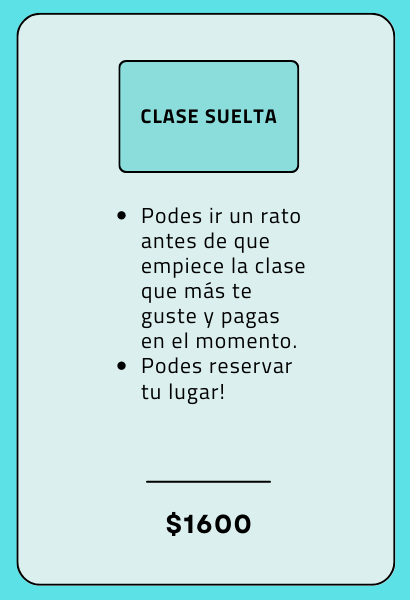 CLASE SUELTA
• Podes ir un rato
antes de que
empiece la clase
que más te
guste y pagas
en el momento.
• Podes reservar
tu lugar!
$1600